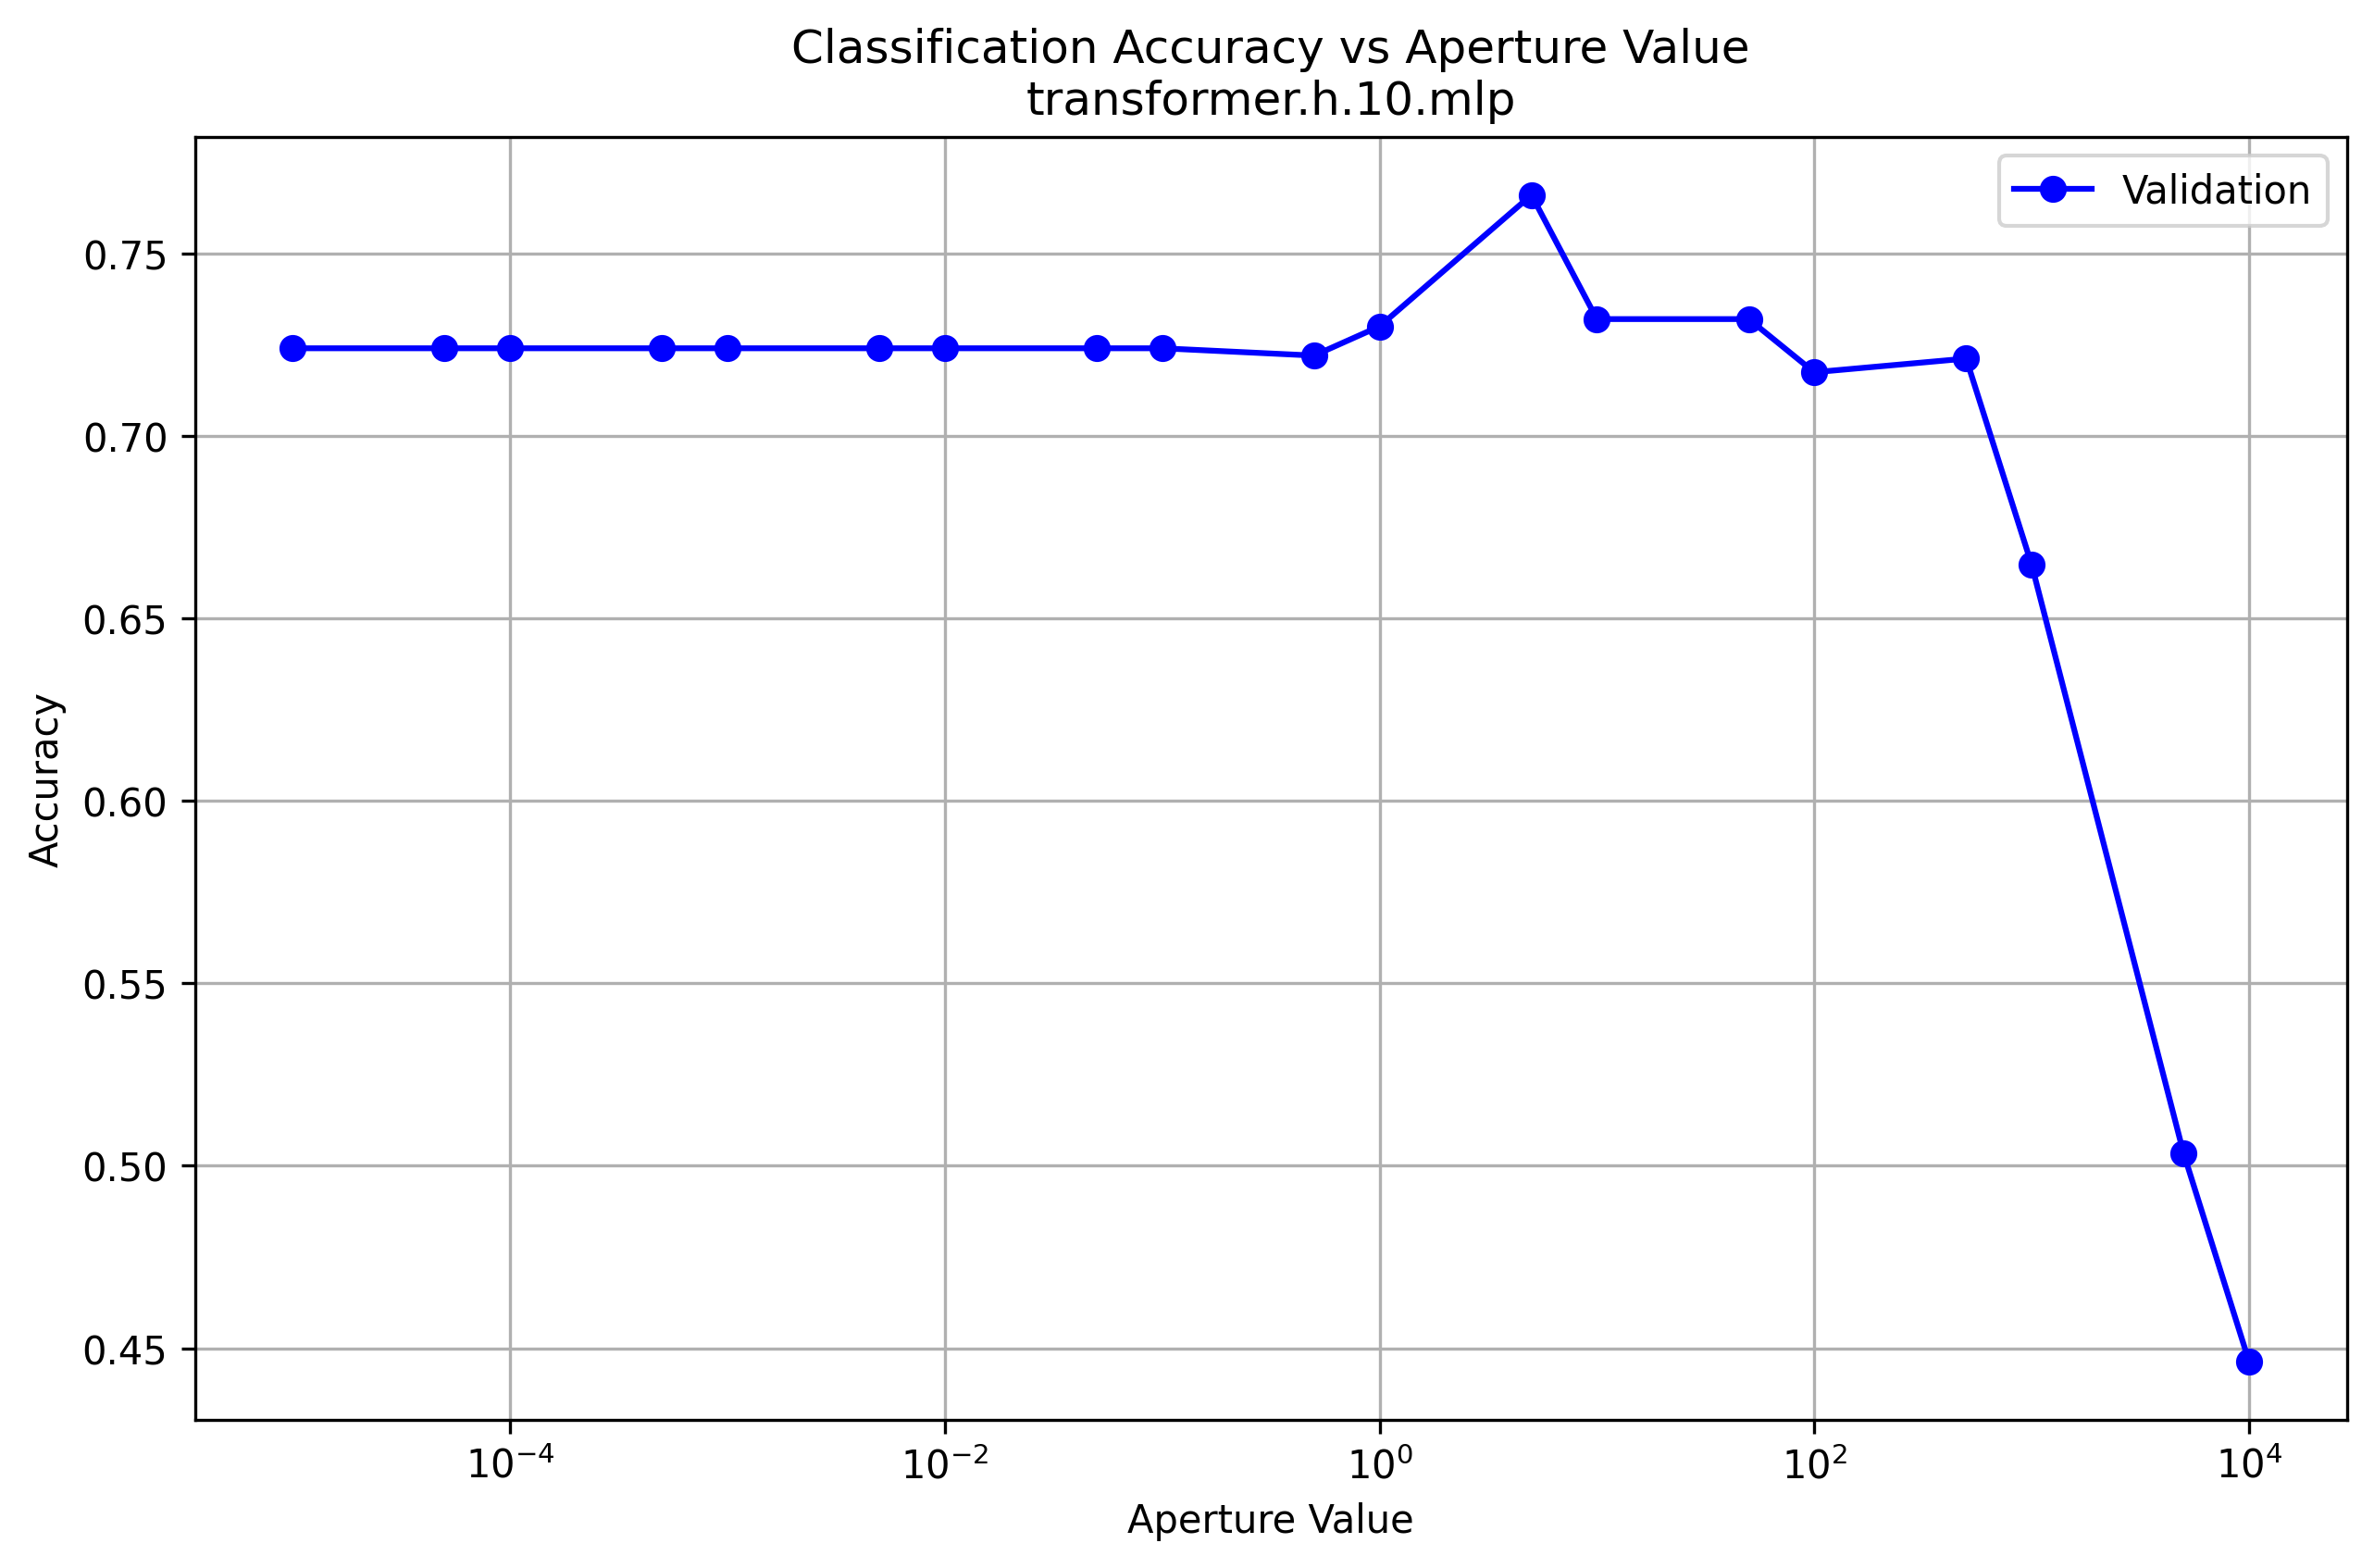 Classification Accuracy vs Aperture Value
transformer.h.10.mlp
Validation
0.75
0.70
0.65
0.60
0.55
0.50
0.45
Accuracy
10⁻⁴
10⁻²
10⁰
10²
10⁴
Aperture Value